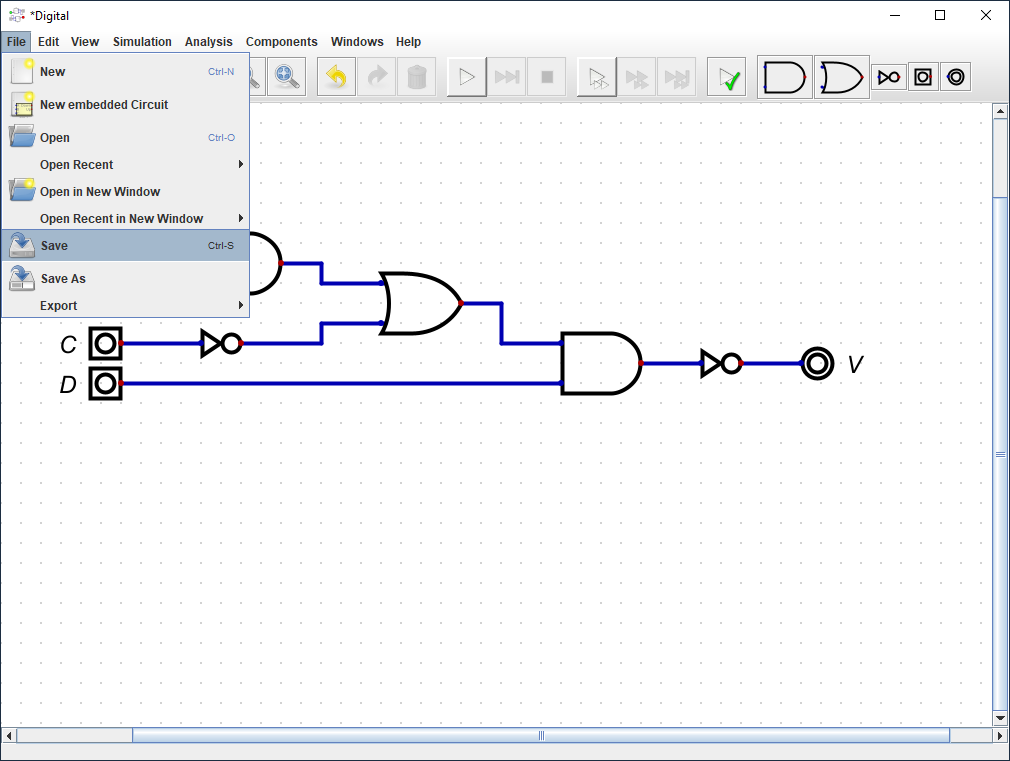 *Digital
File Edit View Simulation Analysis Components Windows Help
New Ctrl-N
New embedded Circuit
Open Ctrl-O
Open Recent
Open in New Window
Open Recent in New Window
Save Ctrl-S
Save As
Export
C
D
V